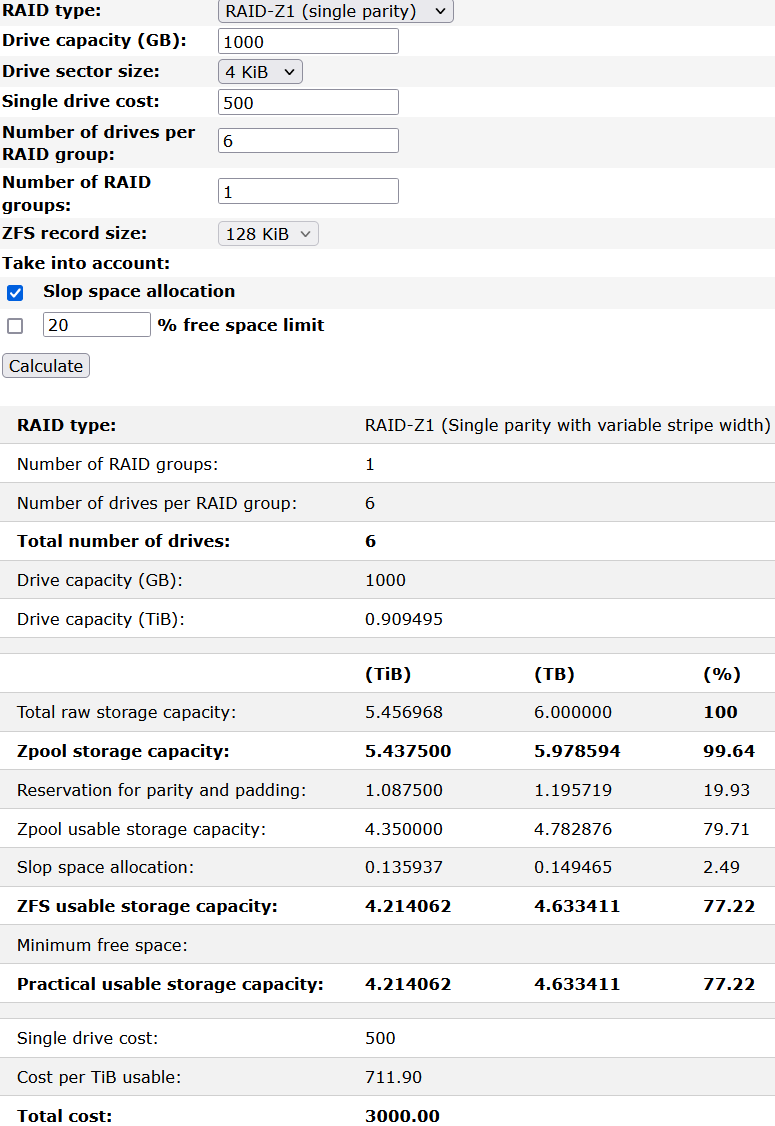 RAID type: RAID-Z1 (single parity)
Drive capacity (GB): 1000
Drive sector size: 4 KiB
Single drive cost: 500
Number of drives per
RAID group: 6
Number of RAID
groups: 1
ZFS record size: 128 KiB
Take into account:
Slop space allocation
20 % free space limit
Calculate
RAID type: RAID-Z1 (Single parity with variable stripe width)
Number of RAID groups: 1
Number of drives per RAID group: 6
Total number of drives: 6
Drive capacity (GB): 1000
Drive capacity (TiB): 0.909495
(TiB) (TB) (%)
Total raw storage capacity: 5.456968 6.000000 100
Zpool storage capacity: 5.437500 5.978594 99.64
Reservation for parity and padding: 1.087500 1.195719 19.93
Zpool usable storage capacity: 4.350000 4.782876 79.71
Slop space allocation: 0.135937 0.149465 2.49
ZFS usable storage capacity: 4.214062 4.633411 77.22
Minimum free space:
Practical usable storage capacity: 4.214062 4.633411 77.22
Single drive cost: 500
Cost per TiB usable: 711.90
Total cost: 3000.00